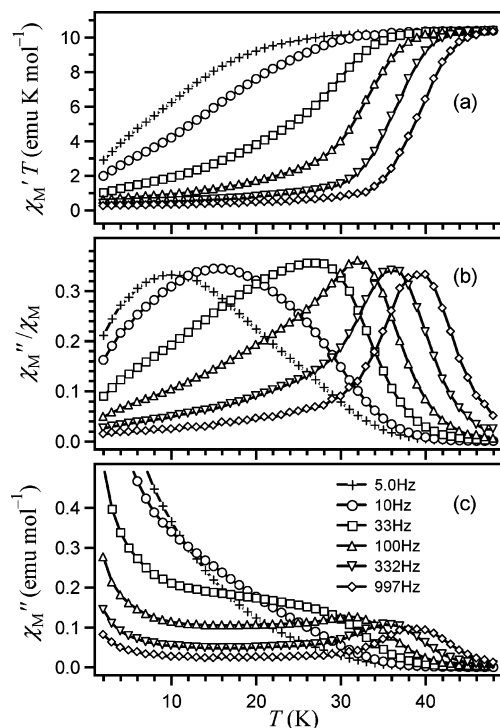 10
8
6
4
2
0
χM′ T (emu K mol⁻¹)
(a)
0.3
0.2
0.1
0.0
χM″/χM
(b)
0.4
0.3
0.2
0.1
0.0
χM″ (emu mol⁻¹)
(c)
5.0Hz
10Hz
33Hz
100Hz
332Hz
997Hz
10 20 30 40
T (K)